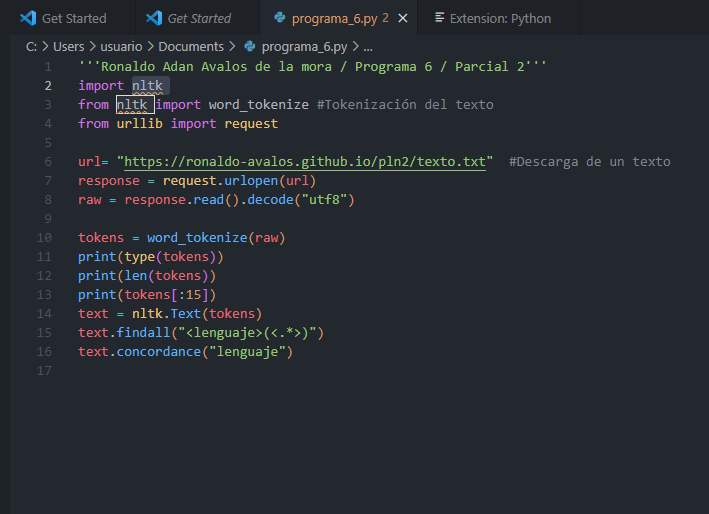 Get Started
Get Started
programa_6.py 2
Extension: Python
C: > Users > usuario > Documents > programa_6.py > ...
1 '''Ronaldo Adan Avalos de la mora / Programa 6 / Parcial 2'''
2 import nltk
3 from nltk import word_tokenize #Tokenización del texto
4 from urllib import request
5
6 url= "https://ronaldo-avalos.github.io/pln2/texto.txt"  #Descarga de un texto
7 response = request.urlopen(url)
8 raw = response.read().decode("utf8")
9
10 tokens = word_tokenize(raw)
11 print(type(tokens))
12 print(len(tokens))
13 print(tokens[:15])
14 text = nltk.Text(tokens)
15 text.findall("<lenguaje>(<.*>)")
16 text.concordance("lenguaje")
17